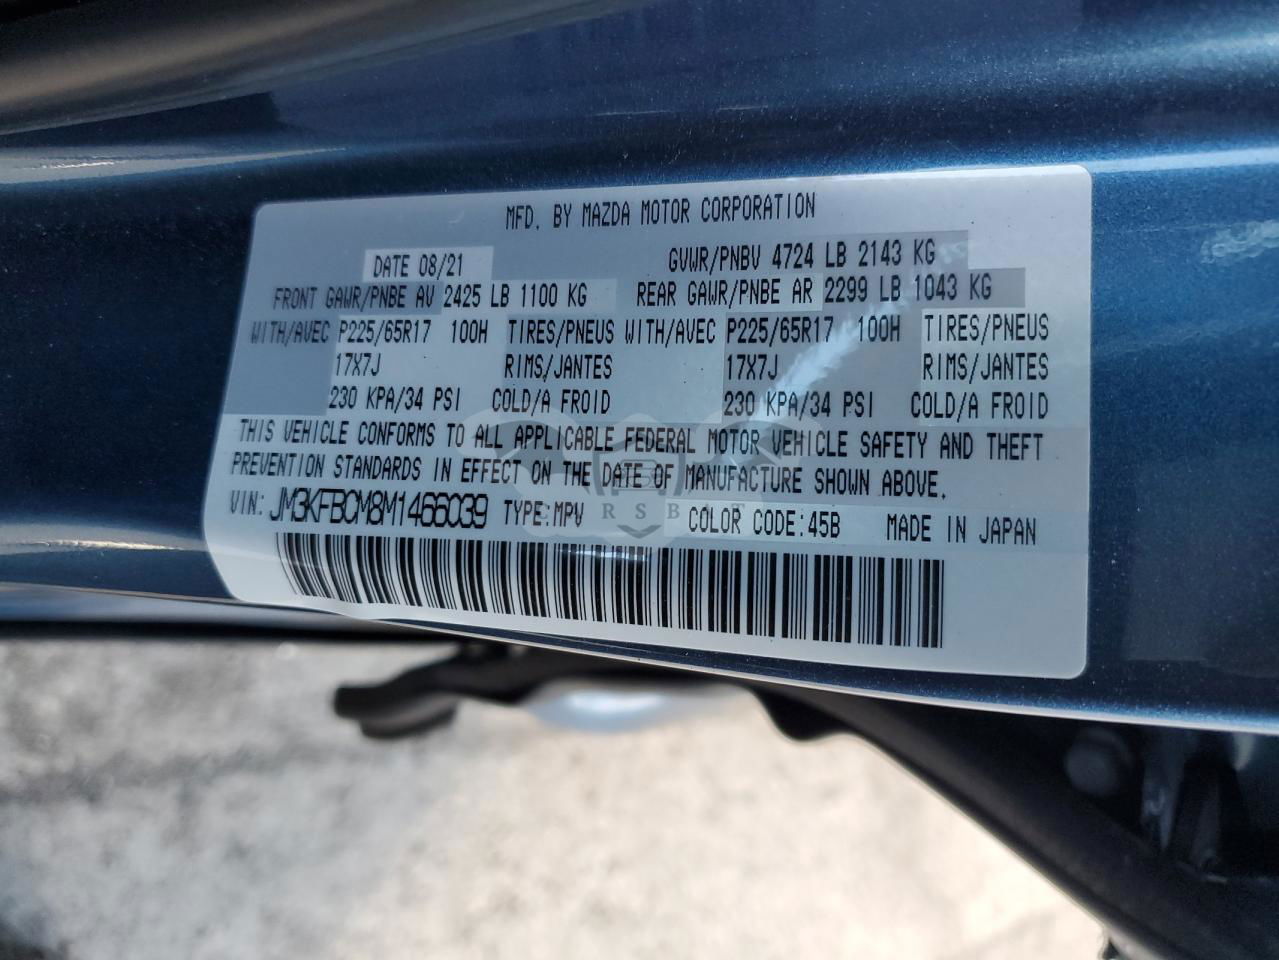 MFD. BY MAZDA MOTOR CORPORATION
DATE 08/21 GVWR/PNBV 4724 LB 2143 KG
FRONT GAWR/PNBE AV 2425 LB 1100 KG REAR GAWR/PNBE AR 2299 LB 1043 KG
WITH/AVEC P225/65R17 100H TIRES/PNEUS WITH/AVEC P225/65R17 100H TIRES/PNEUS
17X7J RIMS/JANTES 17X7J RIMS/JANTES
230 KPA/34 PSI COLD/A FROID 230 KPA/34 PSI COLD/A FROID
THIS VEHICLE CONFORMS TO ALL APPLICABLE FEDERAL MOTOR VEHICLE SAFETY AND THEFT
PREVENTION STANDARDS IN EFFECT ON THE DATE OF MANUFACTURE SHOWN ABOVE.
VIN: JM3KFBCM8M1466039 TYPE:MPV COLOR CODE:45B MADE IN JAPAN